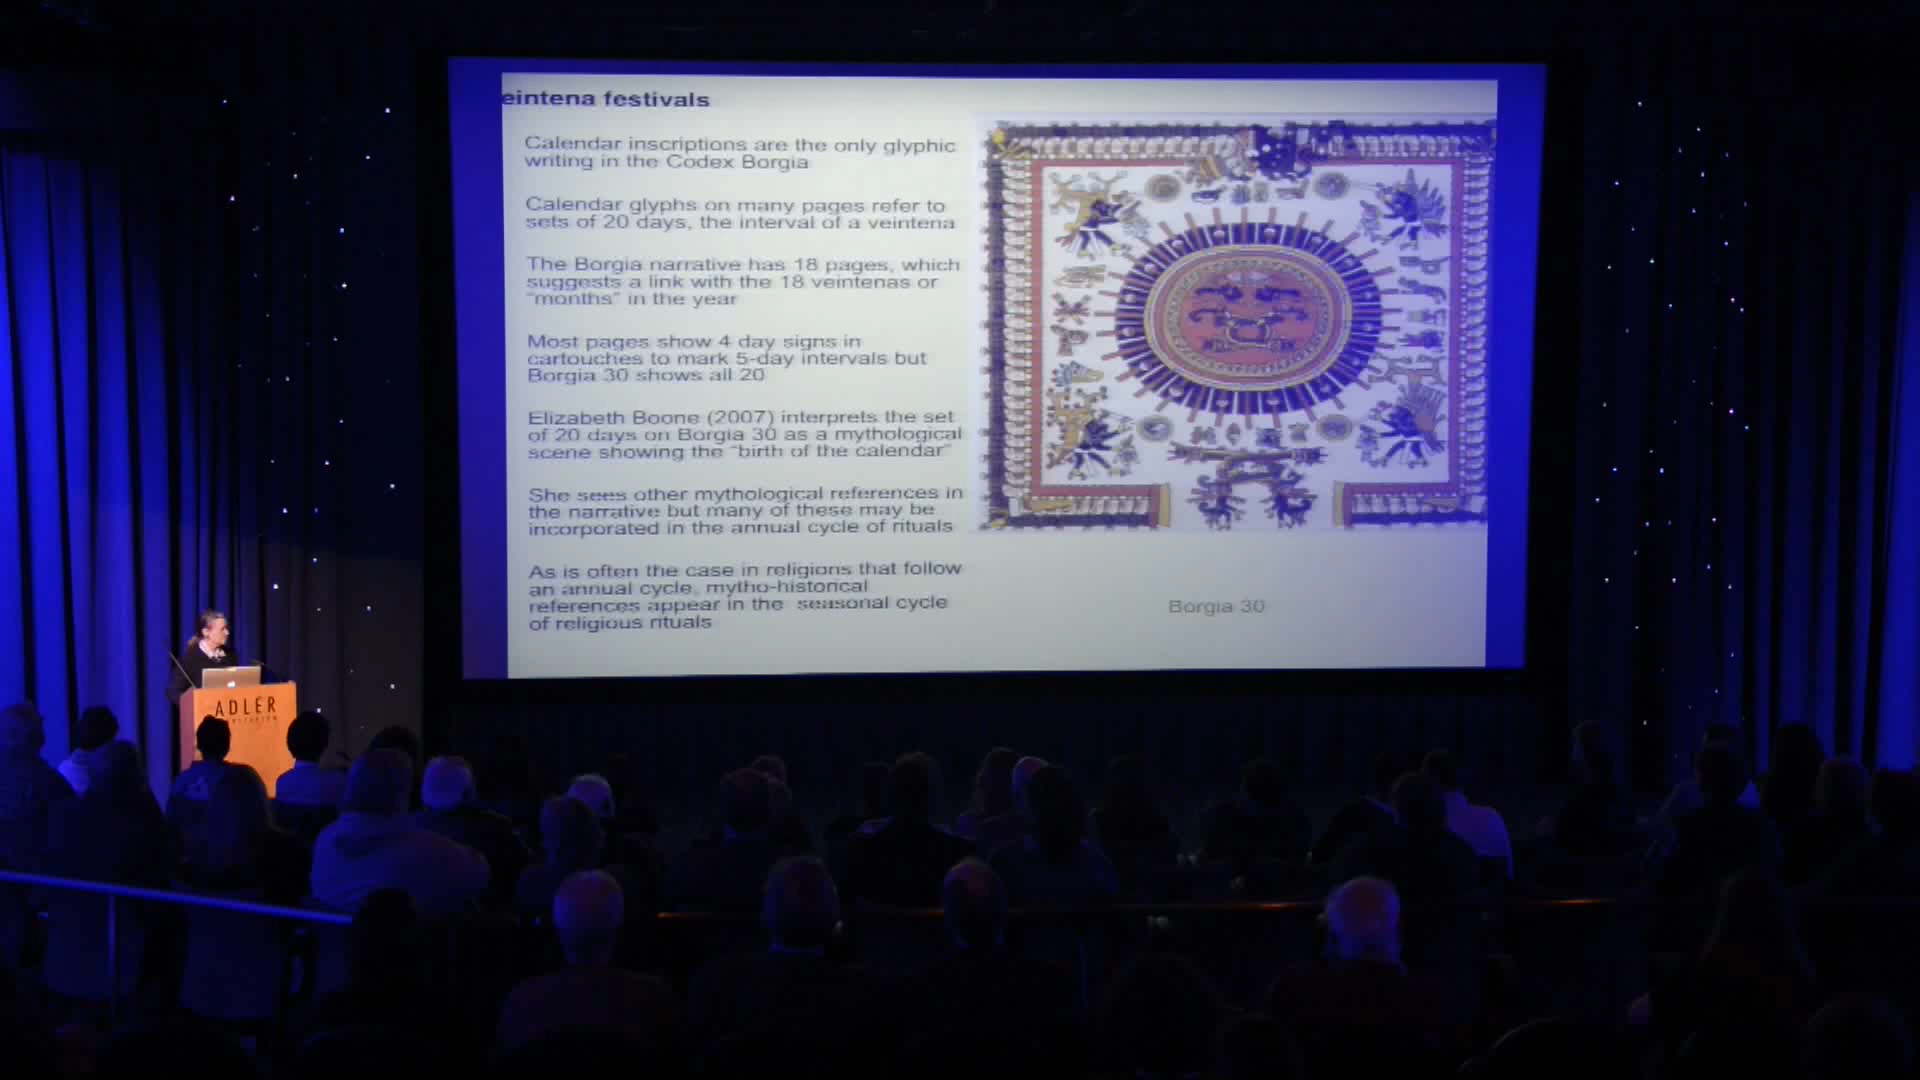 eintena festivals
Calendar inscriptions are the only glyphic
writing in the Codex Borgia
Calendar glyphs on many pages refer to
sets of 20 days, the interval of a veintena
The Borgia narrative has 18 pages, which
suggests a link with the 18 veintenas or
"months" in the year
Most pages show 4 day signs in
cartouches to mark 5-day intervals but
Borgia 30 shows all 20
Elizabeth Boone (2007) interprets the set
of 20 days on Borgia 30 as a mythological
scene showing the "birth of the calendar"
She sees other mythological references in
the narrative but many of these may be
incorporated in the annual cycle of rituals
As is often the case in religions that follow
an annual cycle, mytho-historical
references appear in the seasonal cycle
of religious rituals
Borgia 30
ADLER